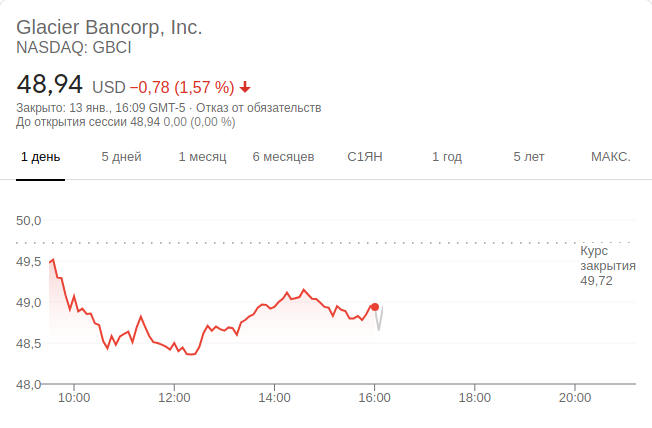 Glacier Bancorp, Inc.
NASDAQ: GBCI
48,94 USD −0,78 (1,57 %)
Закрыто: 13 янв., 16:09 GMT-5 · Отказ от обязательств
До открытия сессии 48,94 0,00 (0,00 %)
1 день 5 дней 1 месяц 6 месяцев С1ЯН 1 год 5 лет МАКС.
50,0
Курс
закрытия
49,72
49,5
49,0
48,5
48,0
10:00 12:00 14:00 16:00 18:00 20:00